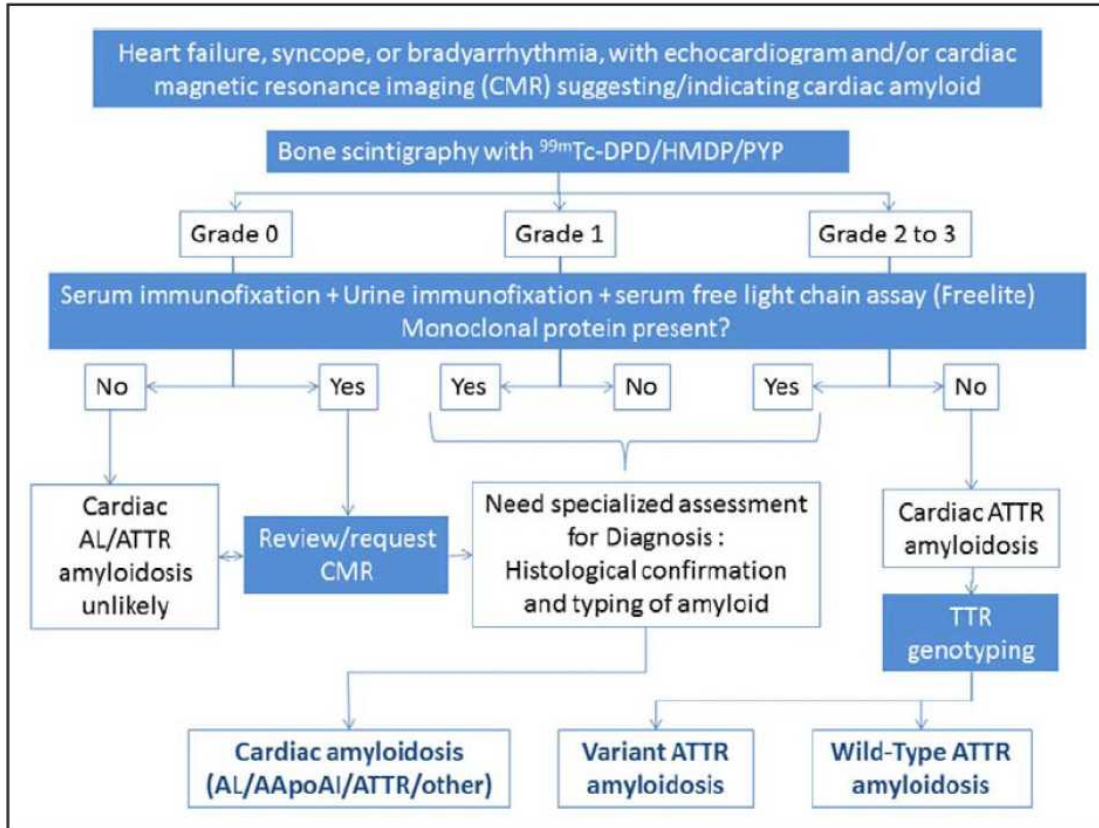 Heart failure, syncope, or bradyarrhythmia, with echocardiogram and/or cardiac
magnetic resonance imaging (CMR) suggesting/indicating cardiac amyloid
Bone scintigraphy with ⁹⁹ᵐTc-DPD/HMDP/PYP
Grade 0
Grade 1
Grade 2 to 3
Serum immunofixation + Urine immunofixation + serum free light chain assay (Freelite)
Monoclonal protein present?
No
Yes
Yes
No
Yes
No
Cardiac
AL/ATTR
amyloidosis
unlikely
Review/request
CMR
Need specialized assessment
for Diagnosis :
Histological confirmation
and typing of amyloid
Cardiac ATTR
amyloidosis
TTR
genotyping
Cardiac amyloidosis
(AL/AApoAI/ATTR/other)
Variant ATTR
amyloidosis
Wild-Type ATTR
amyloidosis